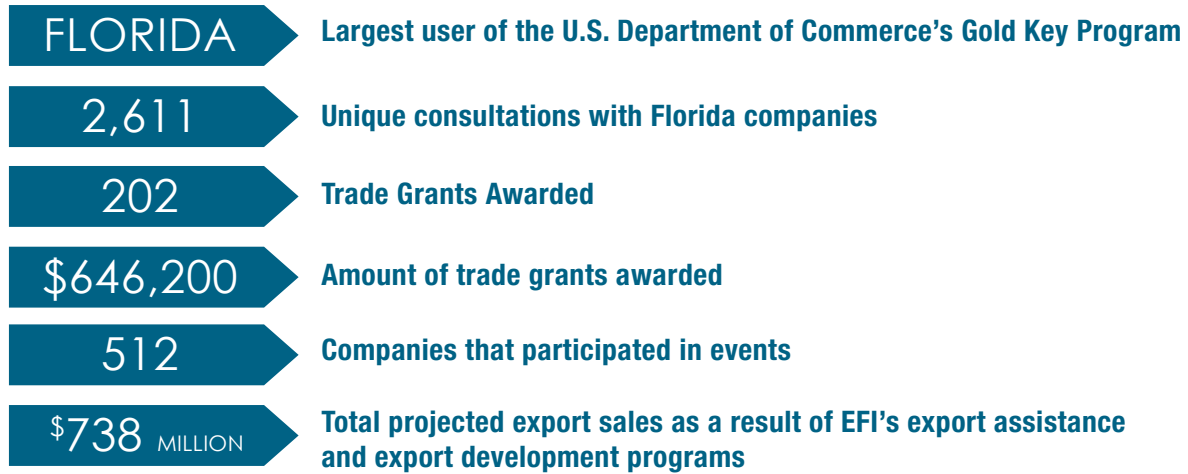 FLORIDA Largest user of the U.S. Department of Commerce’s Gold Key Program
2,611 Unique consultations with Florida companies
202 Trade Grants Awarded
$646,200 Amount of trade grants awarded
512 Companies that participated in events
$738 MILLION Total projected export sales as a result of EFI’s export assistance
and export development programs